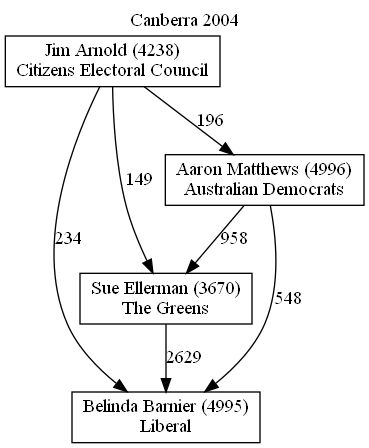 Canberra 2004
Jim Arnold (4238)
Citizens Electoral Council
196
Aaron Matthews (4996)
Australian Democrats
149
234
958
Sue Ellerman (3670)
The Greens
548
2629
Belinda Barnier (4995)
Liberal